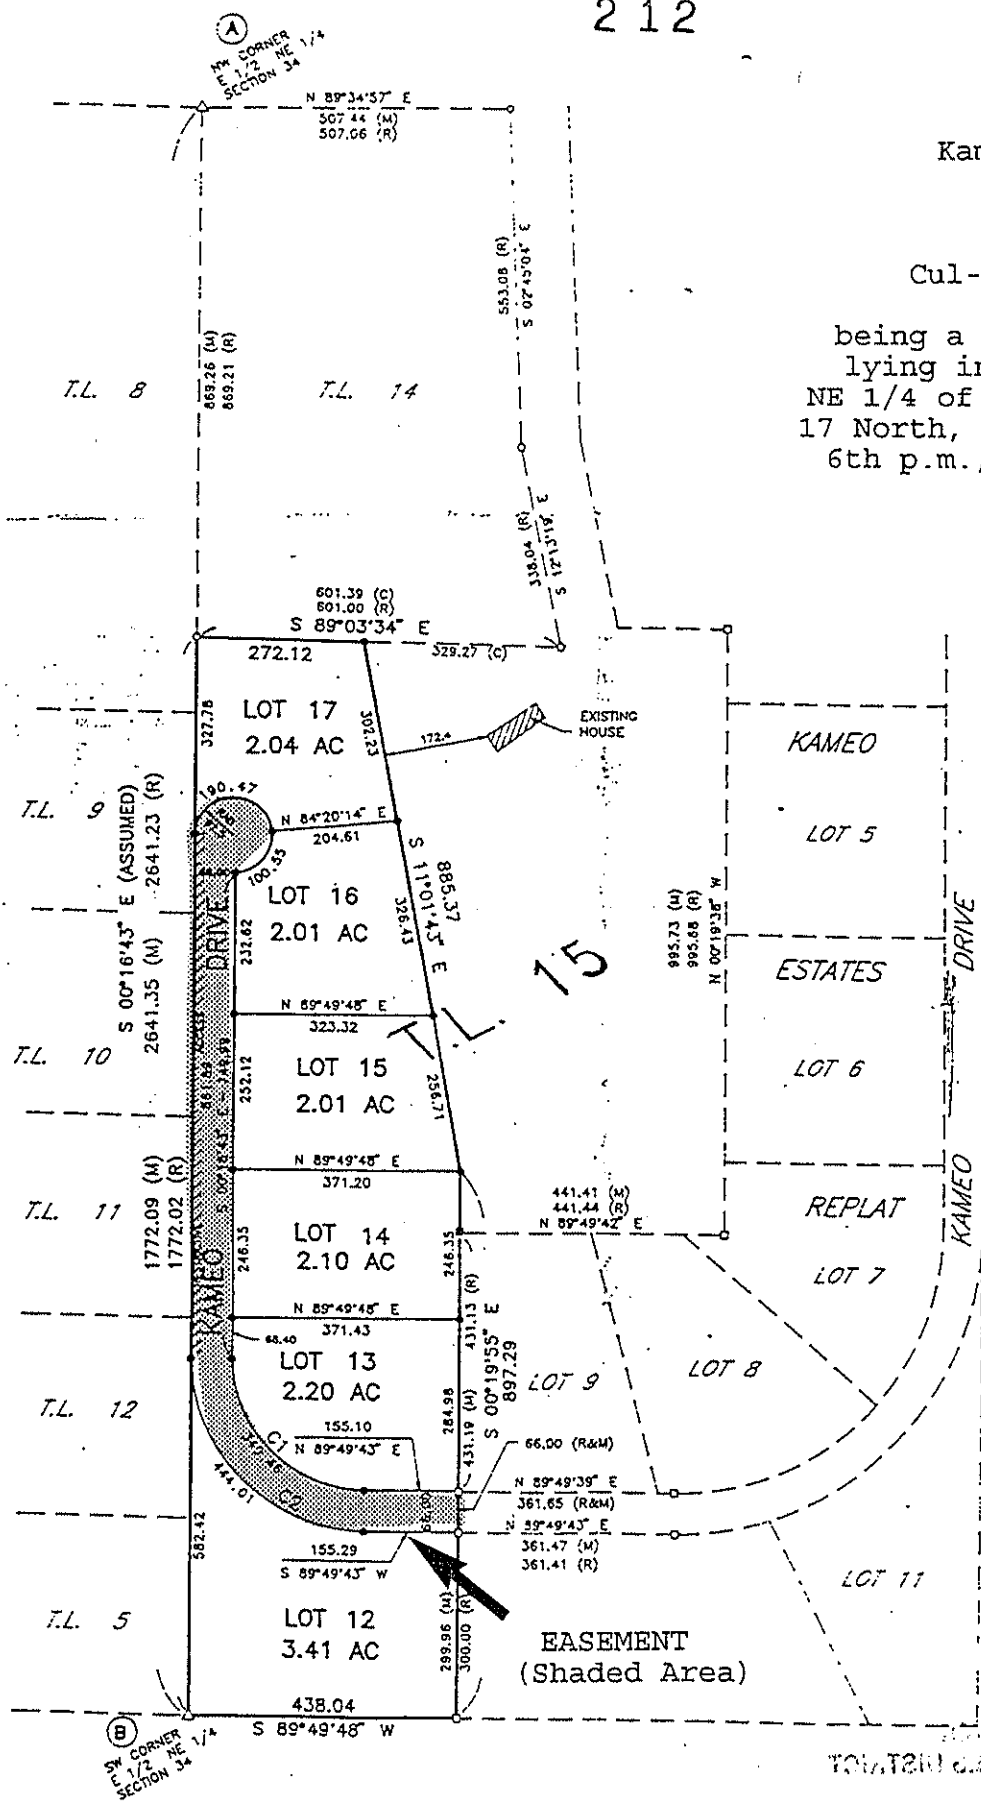 212
A
NW CORNER
E 1/2 NE 1/4
SECTION 34
N 89°34'57" E
507.44 (M)
507.06 (R)
Kam
Cul-
being a
lying in
NE 1/4 of
17 North,
6th p.m.,
553.08 (R)
S 02°45'04" E
869.26 (M)
869.21 (R)
T.L. 8
T.L. 14
338.04 (R)
S 12°13'19" E
601.39 (C)
601.00 (R)
S 89°03'34" E
272.12
329.27 (C)
LOT 17
2.04 AC
327.78
302.23
172.4
EXISTING
HOUSE
KAMEO
LOT 5
T.L. 9
190.47
N 84°20'14" E
204.61
100.55
S 00°16'43" E (ASSUMED)
2641.35 (M) 2641.23 (R)
LOT 16
2.01 AC
232.62
326.43
885.37
S 11°01'43" E
T.L. 15
995.73 (M)
995.68 (R)
N 00°19'38" W
ESTATES
LOT 6
DRIVE
DRIVE
N 89°49'48" E
323.32
T.L. 10
LOT 15
2.01 AC
252.12
256.71
N 89°49'48" E
371.20
1772.09 (M)
1772.02 (R)
T.L. 11
LOT 14
2.10 AC
246.35
246.35
441.41 (M)
441.44 (R)
N 89°49'42" E
REPLAT
LOT 7
KAMEO
KAMEO
N 89°49'48" E
371.43
68.40
431.13 (R)
S 00°19'55" E
897.29
LOT 13
2.20 AC
LOT 9
LOT 8
T.L. 12
284.98
431.19 (M)
155.10
N 89°49'43" E
C1
340.46
444.01
C2
66.00
66.00 (R&M)
N 89°49'39" E
361.65 (R&M)
N 89°49'43" E
361.47 (M)
361.41 (R)
582.42
155.29
S 89°49'43" W
LOT 11
T.L. 5
LOT 12
3.41 AC
299.96 (M)
300.00 (R)
EASEMENT
(Shaded Area)
438.04
S 89°49'48" W
B
SW CORNER
E 1/2 NE 1/4
SECTION 34